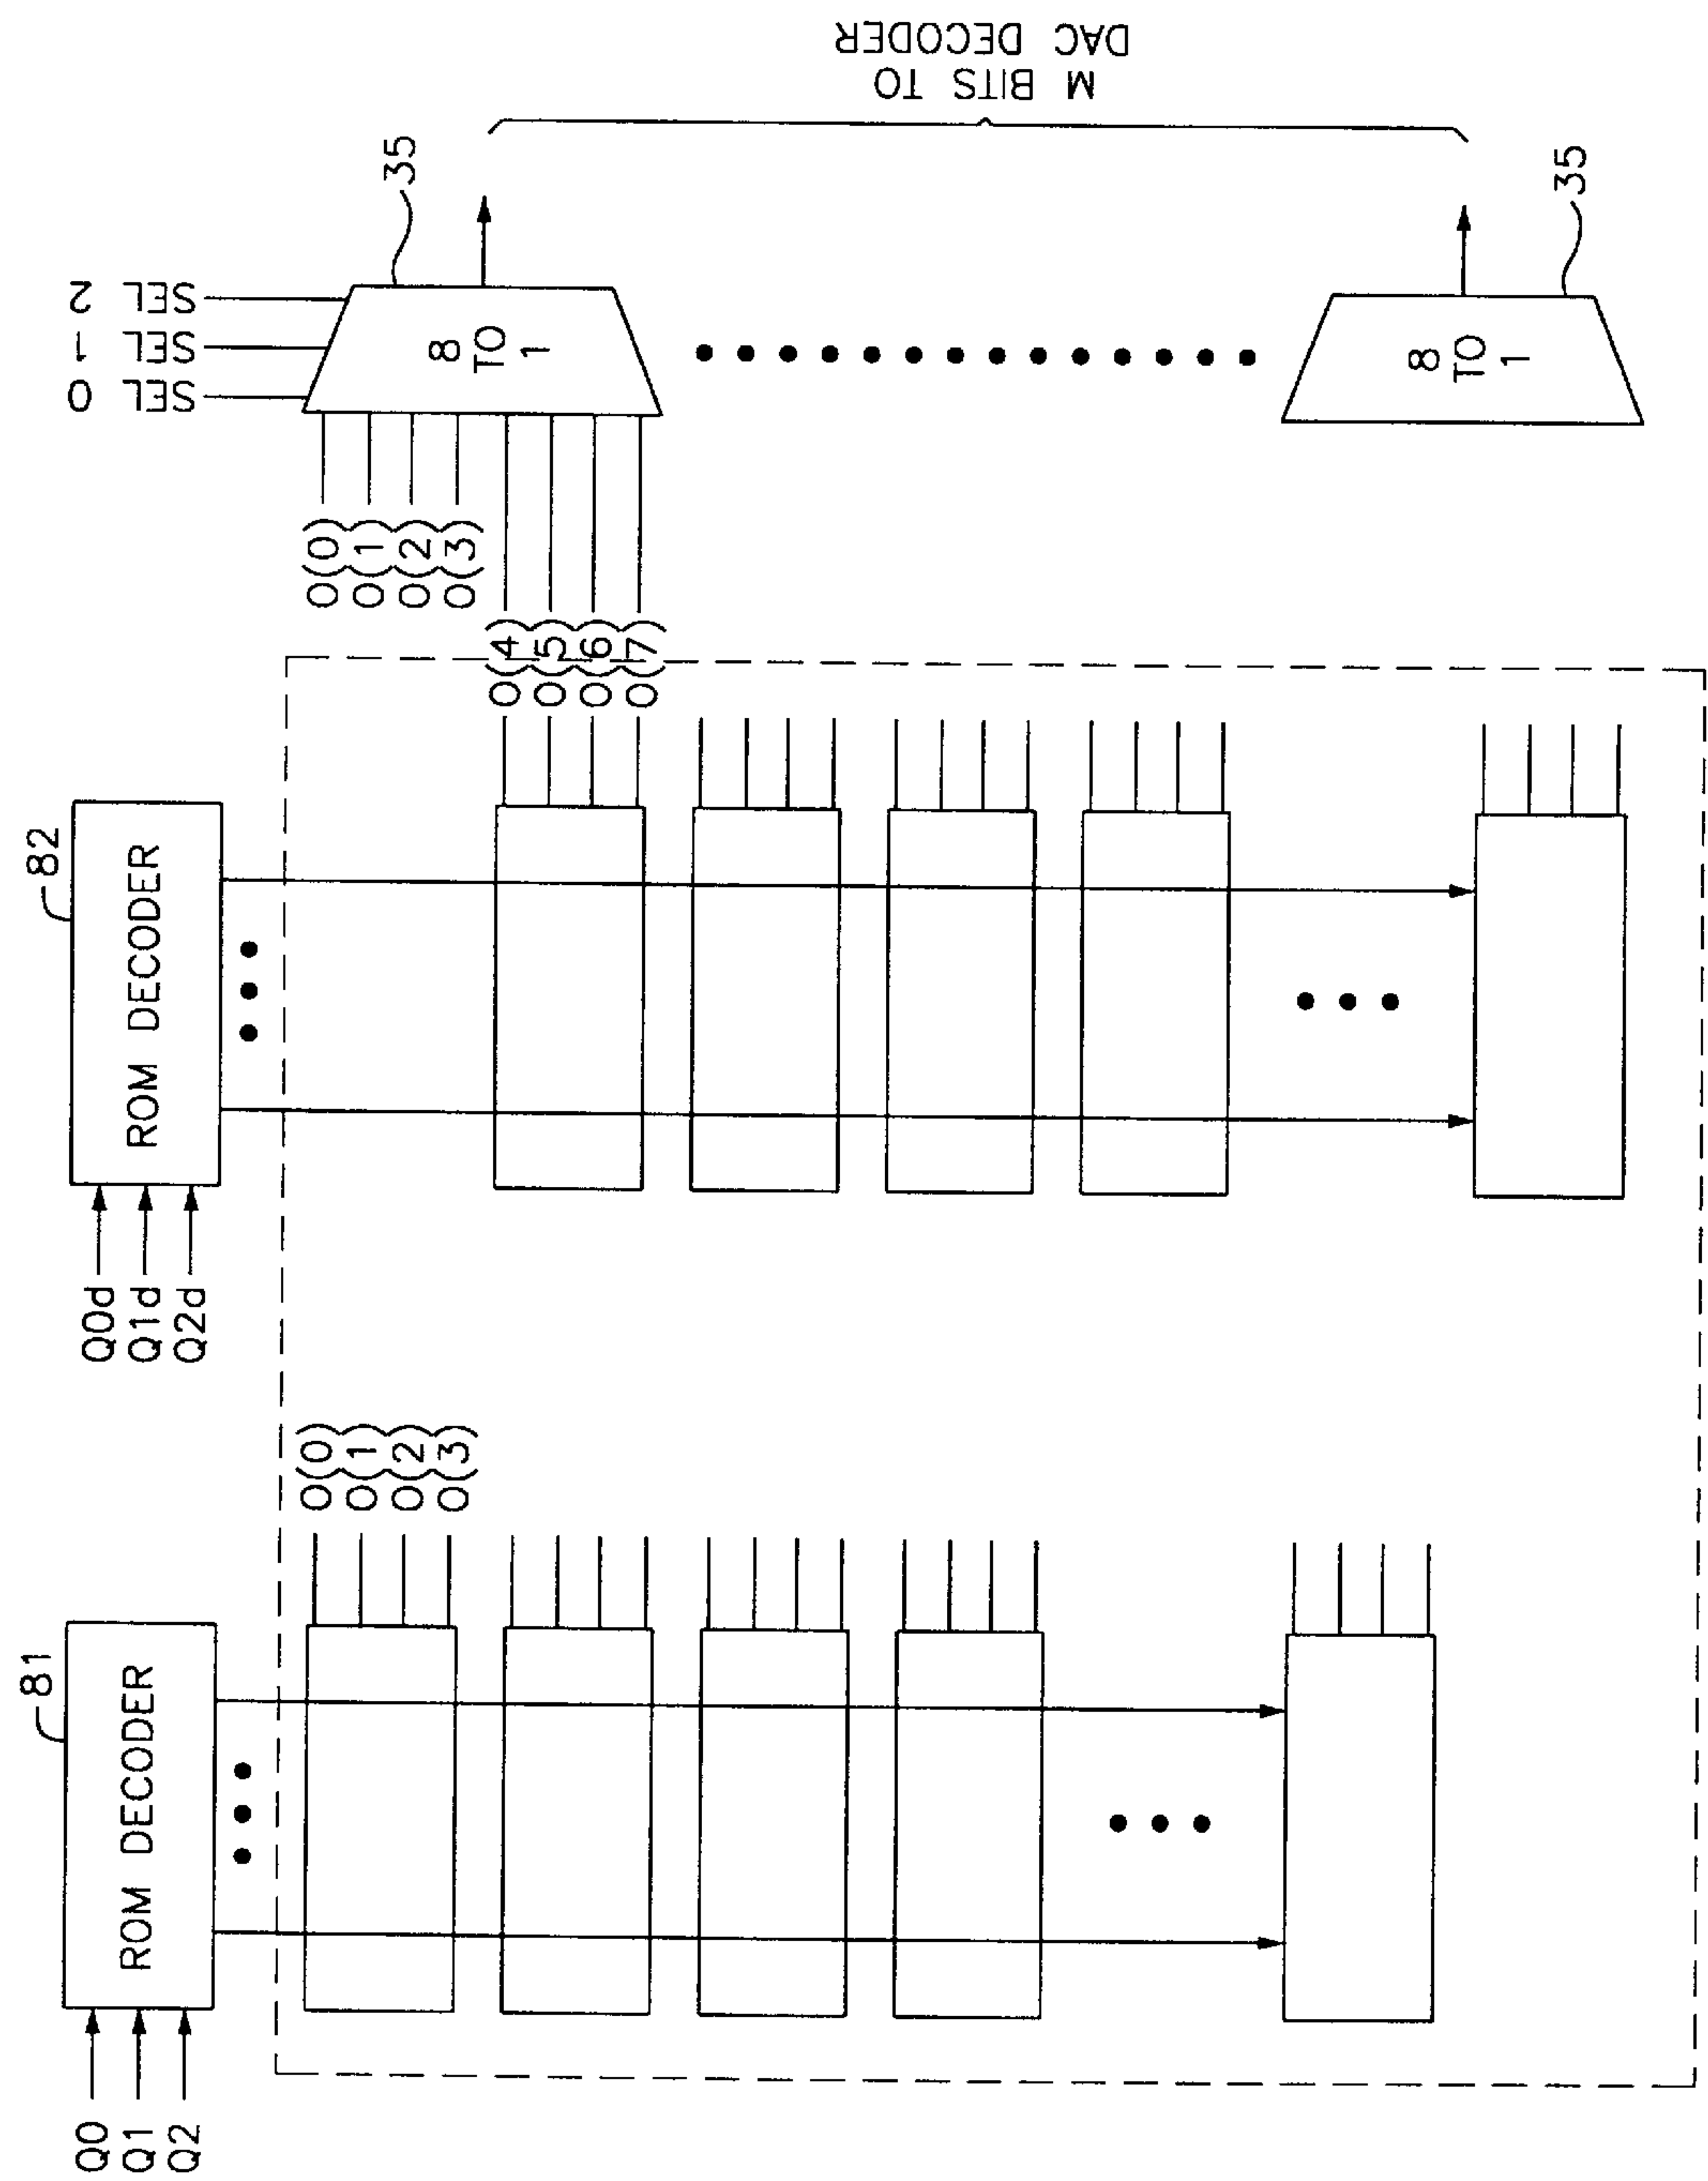 Q0
Q1
Q2
ROM DECODER
81
O(0)
O(1)
O(2)
O(3)
Q0d
Q1d
Q2d
ROM DECODER
82
O(4)
O(5)
O(6)
O(7)
O(0)
O(1)
O(2)
O(3)
SEL 0
SEL 1
SEL 2
8
TO
1
35
8
TO
1
35
M BITS TO
DAC DECODER